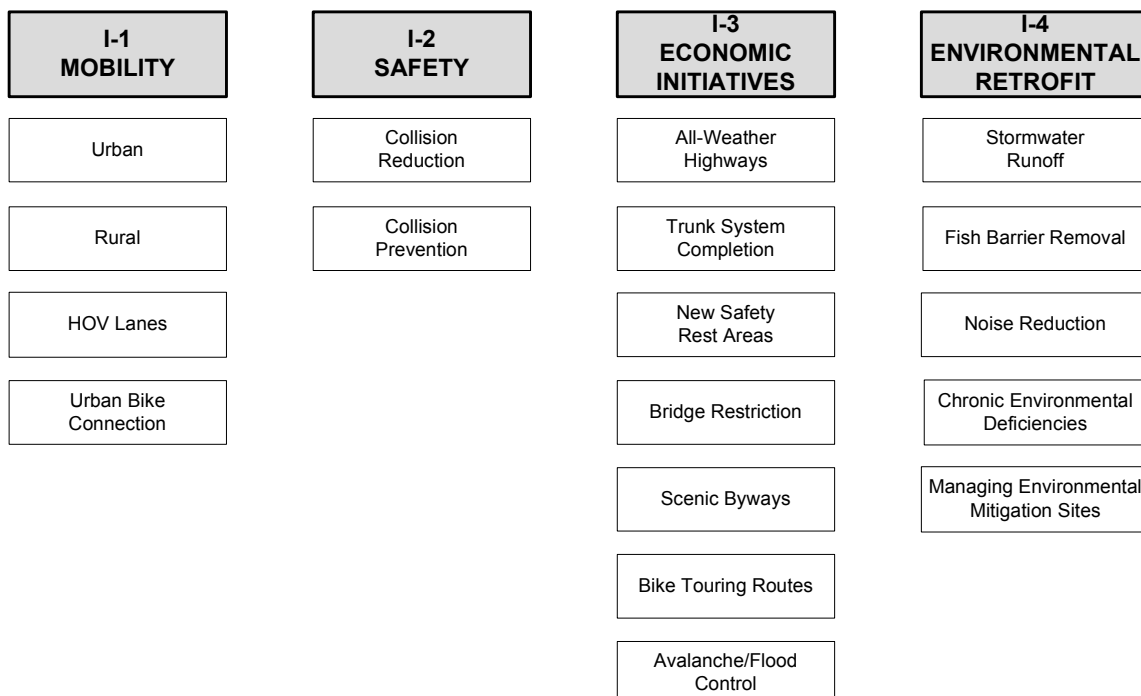 I-1
MOBILITY
Urban
Rural
HOV Lanes
Urban Bike
Connection
I-2
SAFETY
Collision
Reduction
Collision
Prevention
I-3
ECONOMIC
INITIATIVES
All-Weather
Highways
Trunk System
Completion
New Safety
Rest Areas
Bridge Restriction
Scenic Byways
Bike Touring Routes
Avalanche/Flood
Control
I-4
ENVIRONMENTAL
RETROFIT
Stormwater
Runoff
Fish Barrier Removal
Noise Reduction
Chronic Environmental
Deficiencies
Managing Environmental
Mitigation Sites